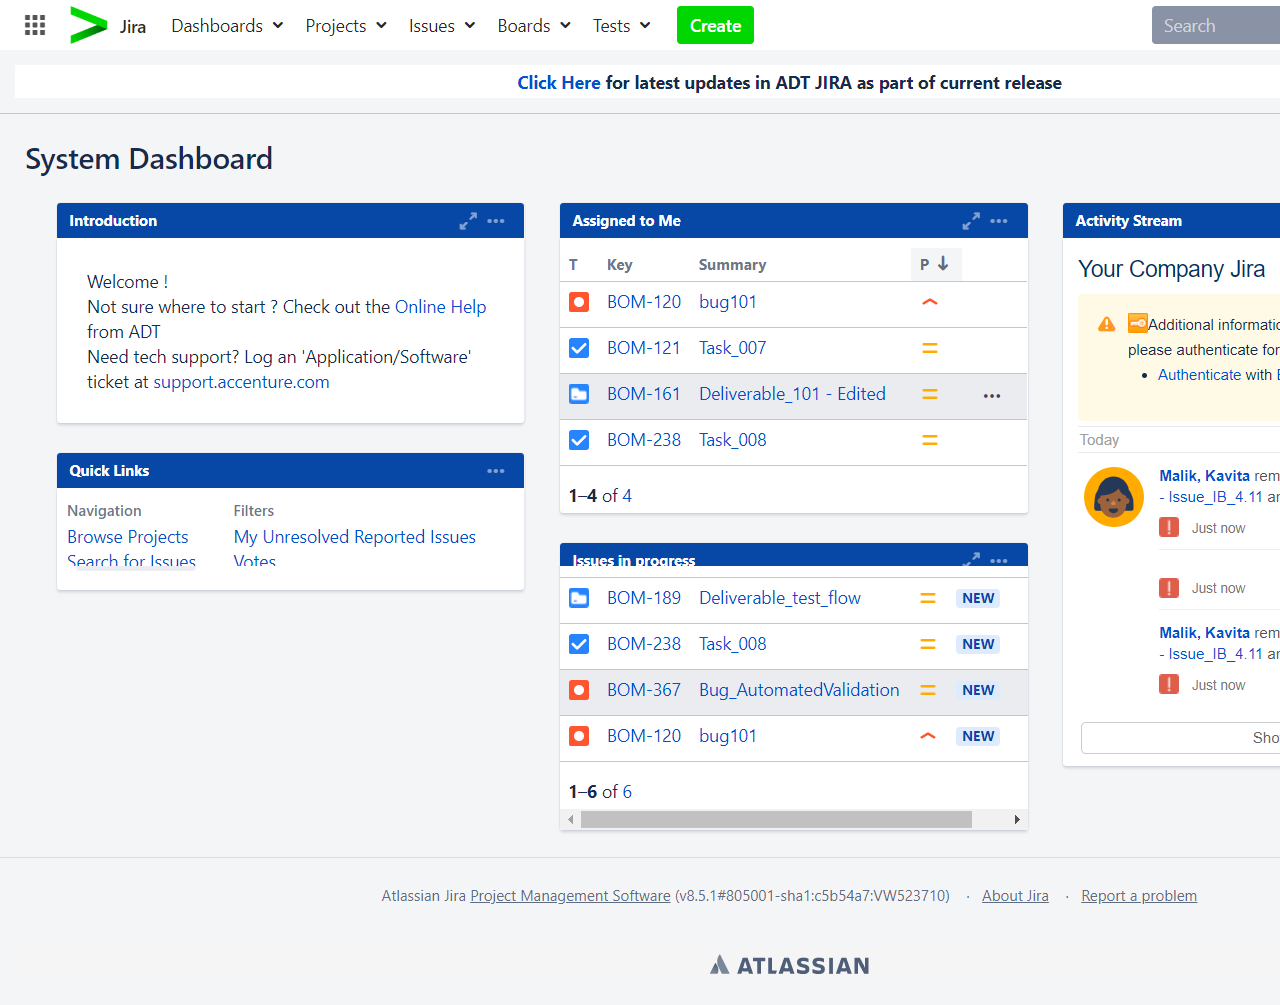 Jira Dashboards Projects Issues Boards Tests Create Search
Click Here for latest updates in ADT JIRA as part of current release
System Dashboard
Introduction
Welcome !
Not sure where to start ? Check out the Online Help
from ADT
Need tech support? Log an 'Application/Software'
ticket at support.accenture.com
Quick Links
Navigation Filters
Browse Projects My Unresolved Reported Issues
Search for Issues Votes
Assigned to Me
T Key Summary P
BOM-120 bug101
BOM-121 Task_007
BOM-161 Deliverable_101 - Edited
BOM-238 Task_008
1–4 of 4
Issues in progress
BOM-189 Deliverable_test_flow NEW
BOM-238 Task_008 NEW
BOM-367 Bug_AutomatedValidation NEW
BOM-120 bug101 NEW
1–6 of 6
Activity Stream
Your Company Jira
Additional informatio
please authenticate for
Authenticate with
Today
Malik, Kavita rem
- Issue_IB_4.11 an
Just now
Just now
Malik, Kavita rem
- Issue_IB_4.11 an
Just now
Sho
Atlassian Jira Project Management Software (v8.5.1#805001-sha1:c5b54a7:VW523710) · About Jira · Report a problem
ATLASSIAN